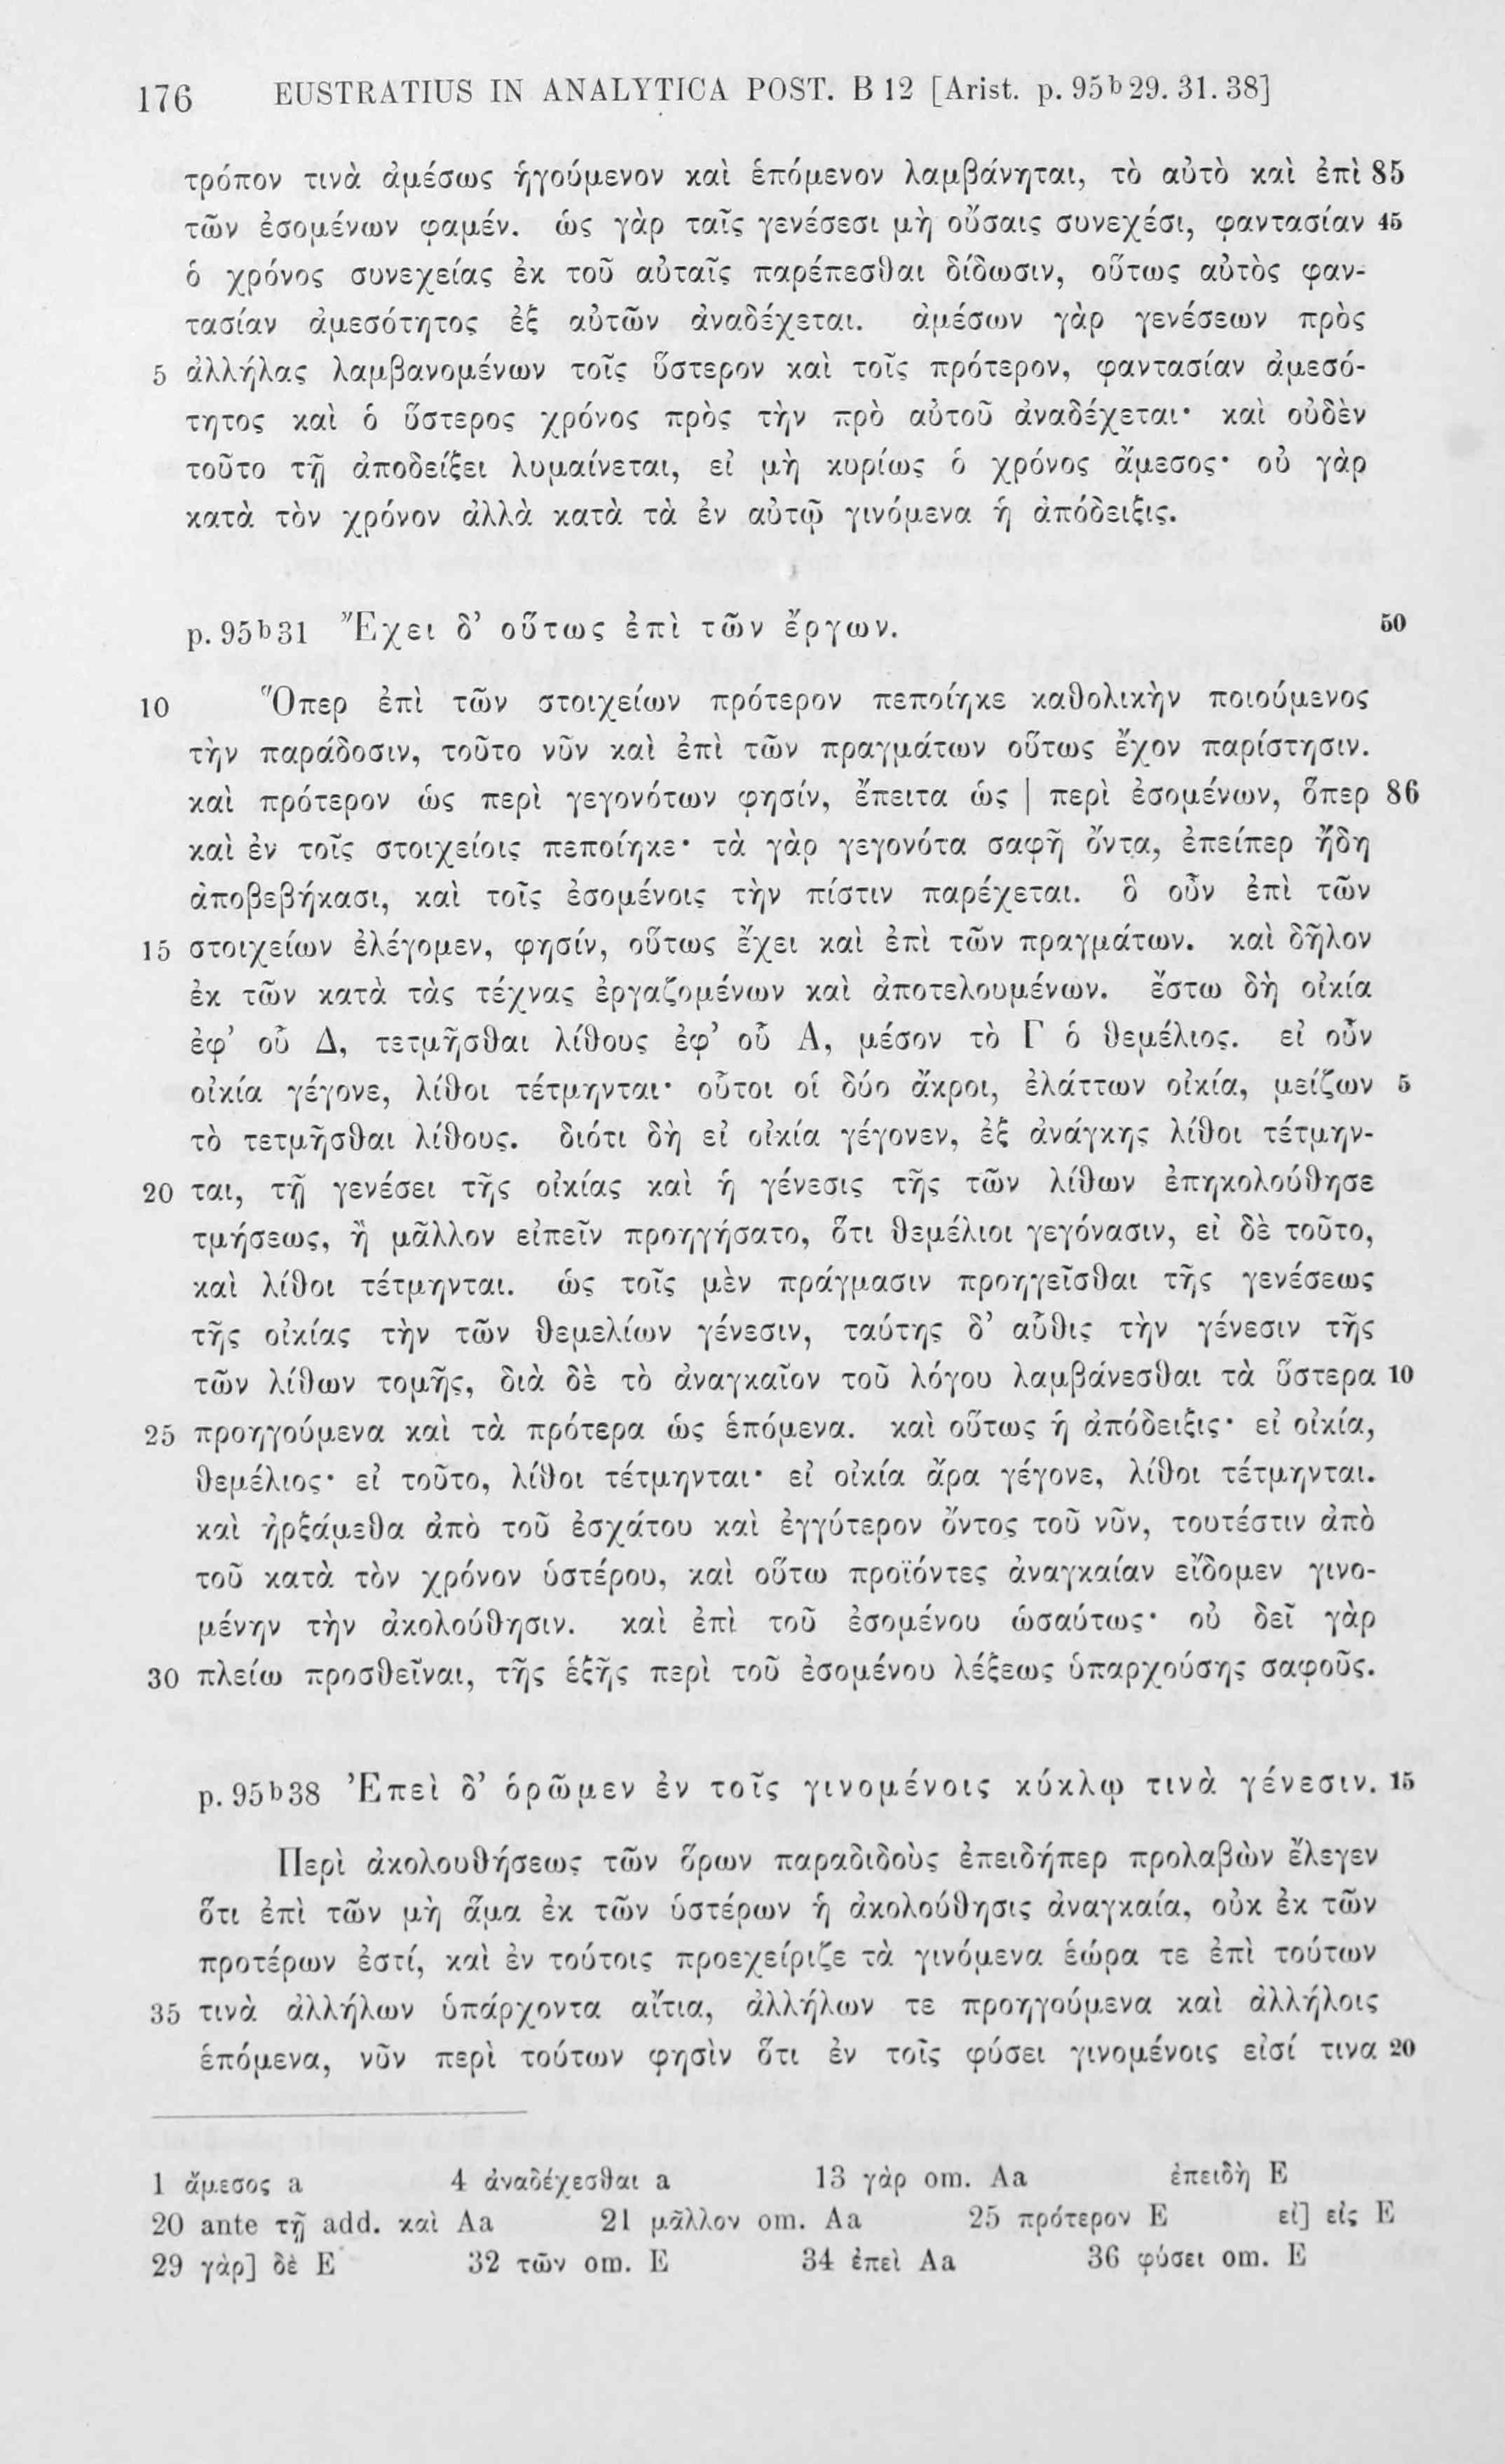 176 EUSTRATIUS IN ANALYTICA POST. B 12 [Arist. p. 95b29. 31. 38]
τρόπον τινὰ ἀμέσως ἡγούμενον καὶ ἑπόμενον λαμβάνηται, τὸ αὐτὸ καὶ ἐπὶ 85
τῶν ἐσομένων φαμέν. ὡς γὰρ ταῖς γενέσεσι μὴ οὔσαις συνεχέσι, φαντασίαν 45
ὁ χρόνος συνεχείας ἐκ τοῦ αὐταῖς παρέπεσθαι δίδωσιν, οὕτως αὐτὸς φαν-
τασίαν ἀμεσότητος ἐξ αὐτῶν ἀναδέχεται. ἀμέσων γὰρ γενέσεων πρὸς
5 ἀλλήλας λαμβανομένων τοῖς ὕστερον καὶ τοῖς πρότερον, φαντασίαν ἀμεσό-
τητος καὶ ὁ ὕστερος χρόνος πρὸς τὴν πρὸ αὐτοῦ ἀναδέχεται· καὶ οὐδὲν
τοῦτο τῇ ἀποδείξει λυμαίνεται, εἰ μὴ κυρίως ὁ χρόνος ἄμεσος· οὐ γὰρ
κατὰ τὸν χρόνον ἀλλὰ κατὰ τὰ ἐν αὐτῷ γινόμενα ἡ ἀπόδειξις.
p. 95b31 Ἔχει δ’ οὕτως ἐπὶ τῶν ἔργων. 50
10 Ὅπερ ἐπὶ τῶν στοιχείων πρότερον πεποίηκε καθολικὴν ποιούμενος
τὴν παράδοσιν, τοῦτο νῦν καὶ ἐπὶ τῶν πραγμάτων οὕτως ἔχον παρίστησιν.
καὶ πρότερον ὡς περὶ γεγονότων φησίν, ἔπειτα ὡς | περὶ ἐσομένων, ὅπερ 86
καὶ ἐν τοῖς στοιχείοις πεποίηκε· τὰ γὰρ γεγονότα σαφῆ ὄντα, ἐπείπερ ἤδη
ἀποβεβήκασι, καὶ τοῖς ἐσομένοις τὴν πίστιν παρέχεται. ὃ οὖν ἐπὶ τῶν
15 στοιχείων ἐλέγομεν, φησίν, οὕτως ἔχει καὶ ἐπὶ τῶν πραγμάτων. καὶ δῆλον
ἐκ τῶν κατὰ τὰς τέχνας ἐργαζομένων καὶ ἀποτελουμένων. ἔστω δὴ οἰκία
ἐφ’ οὗ Δ, τετμῆσθαι λίθους ἐφ’ οὗ Α, μέσον τὸ Γ ὁ θεμέλιος. εἰ οὖν
οἰκία γέγονε, λίθοι τέτμηνται· οὗτοι οἱ δύο ἄκροι, ἐλάττων οἰκία, μείζων 5
τὸ τετμῆσθαι λίθους. διότι δὴ εἰ οἰκία γέγονεν, ἐξ ἀνάγκης λίθοι τέτμην-
20 ται, τῇ γενέσει τῆς οἰκίας καὶ ἡ γένεσις τῆς τῶν λίθων ἐπηκολούθησε
τμήσεως, ἢ μᾶλλον εἰπεῖν προηγήσατο, ὅτι θεμέλιοι γεγόνασιν, εἰ δὲ τοῦτο,
καὶ λίθοι τέτμηνται. ὡς τοῖς μὲν πράγμασιν προηγεῖσθαι τῆς γενέσεως
τῆς οἰκίας τὴν τῶν θεμελίων γένεσιν, ταύτης δ’ αὖθις τὴν γένεσιν τῆς
τῶν λίθων τομῆς, διὰ δὲ τὸ ἀναγκαῖον τοῦ λόγου λαμβάνεσθαι τὰ ὕστερα 10
25 προηγούμενα καὶ τὰ πρότερα ὡς ἑπόμενα. καὶ οὕτως ἡ ἀπόδειξις· εἰ οἰκία,
θεμέλιος· εἰ τοῦτο, λίθοι τέτμηνται· εἰ οἰκία ἄρα γέγονε, λίθοι τέτμηνται.
καὶ ἠρξάμεθα ἀπὸ τοῦ ἐσχάτου καὶ ἐγγύτερον ὄντος τοῦ νῦν, τουτέστιν ἀπὸ
τοῦ κατὰ τὸν χρόνον ὑστέρου, καὶ οὕτω προϊόντες ἀναγκαίαν εἴδομεν γινο-
μένην τὴν ἀκολούθησιν. καὶ ἐπὶ τοῦ ἐσομένου ὡσαύτως· οὐ δεῖ γὰρ
30 πλείω προσθεῖναι, τῆς ἑξῆς περὶ τοῦ ἐσομένου λέξεως ὑπαρχούσης σαφοῦς.
p. 95b38 Ἐπεὶ δ’ ὁρῶμεν ἐν τοῖς γινομένοις κύκλῳ τινὰ γένεσιν. 15
Περὶ ἀκολουθήσεως τῶν ὅρων παραδιδοὺς ἐπειδήπερ προλαβὼν ἔλεγεν
ὅτι ἐπὶ τῶν μὴ ἅμα ἐκ τῶν ὑστέρων ἡ ἀκολούθησις ἀναγκαία, οὐκ ἐκ τῶν
προτέρων ἐστί, καὶ ἐν τούτοις προεχείριζε τὰ γινόμενα ἑώρα τε ἐπὶ τούτων
35 τινὰ ἀλλήλων ὑπάρχοντα αἴτια, ἀλλήλων τε προηγούμενα καὶ ἀλλήλοις
ἑπόμενα, νῦν περὶ τούτων φησὶν ὅτι ἐν τοῖς φύσει γινομένοις εἰσί τινα 20
1 ἄμεσος a 4 ἀναδέχεσθαι a 13 γὰρ om. Aa ἐπειδὴ E
20 ante τῇ add. καὶ Aa 21 μᾶλλον om. Aa 25 πρότερον E εἰ] εἰς E
29 γὰρ] δὲ E 32 τῶν om. E 34 ἐπεὶ Aa 36 φύσει om. E